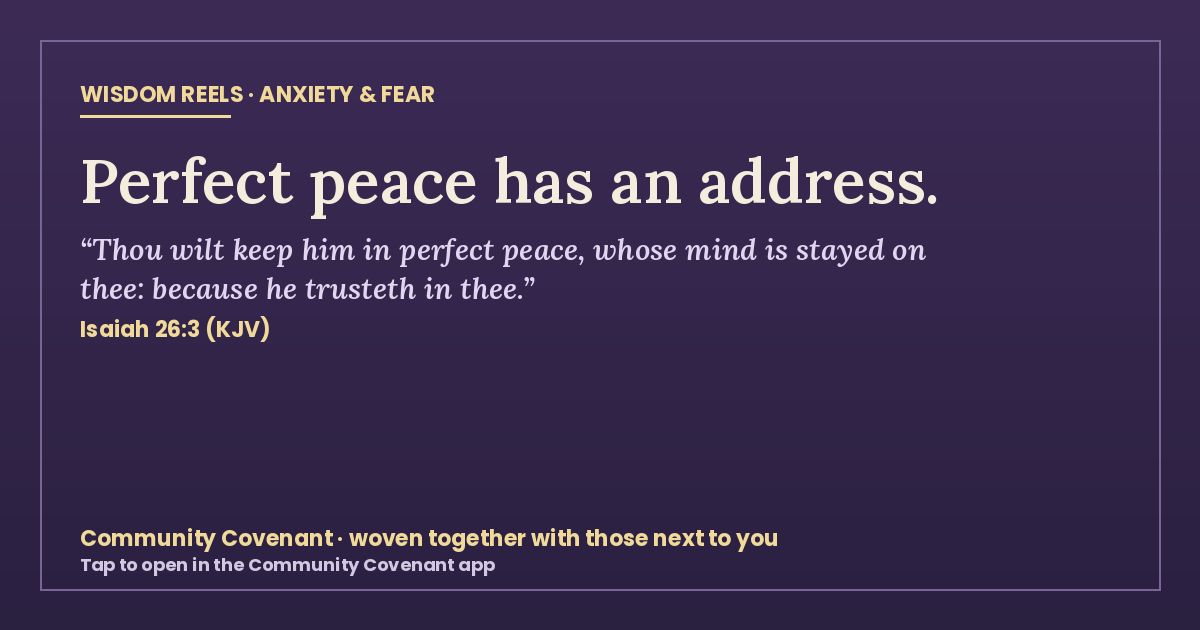 WISDOM REELS · ANXIETY & FEAR
Perfect peace has an address.
“Thou wilt keep him in perfect peace, whose mind is stayed on
thee: because he trusteth in thee.”
Isaiah 26:3 (KJV)
Community Covenant · woven together with those next to you
Tap to open in the Community Covenant app